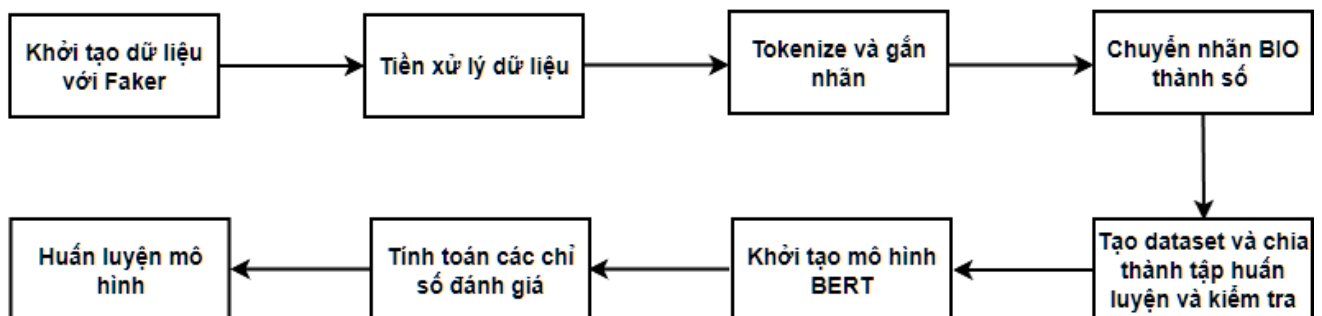 Khởi tạo dữ liệu
với Faker
Tiền xử lý dữ liệu
Tokenize và gắn
nhãn
Chuyển nhãn BIO
thành số
Tạo dataset và chia
thành tập huấn
luyện và kiểm tra
Khởi tạo mô hình
BERT
Tính toán các chỉ
số đánh giá
Huấn luyện mô
hình